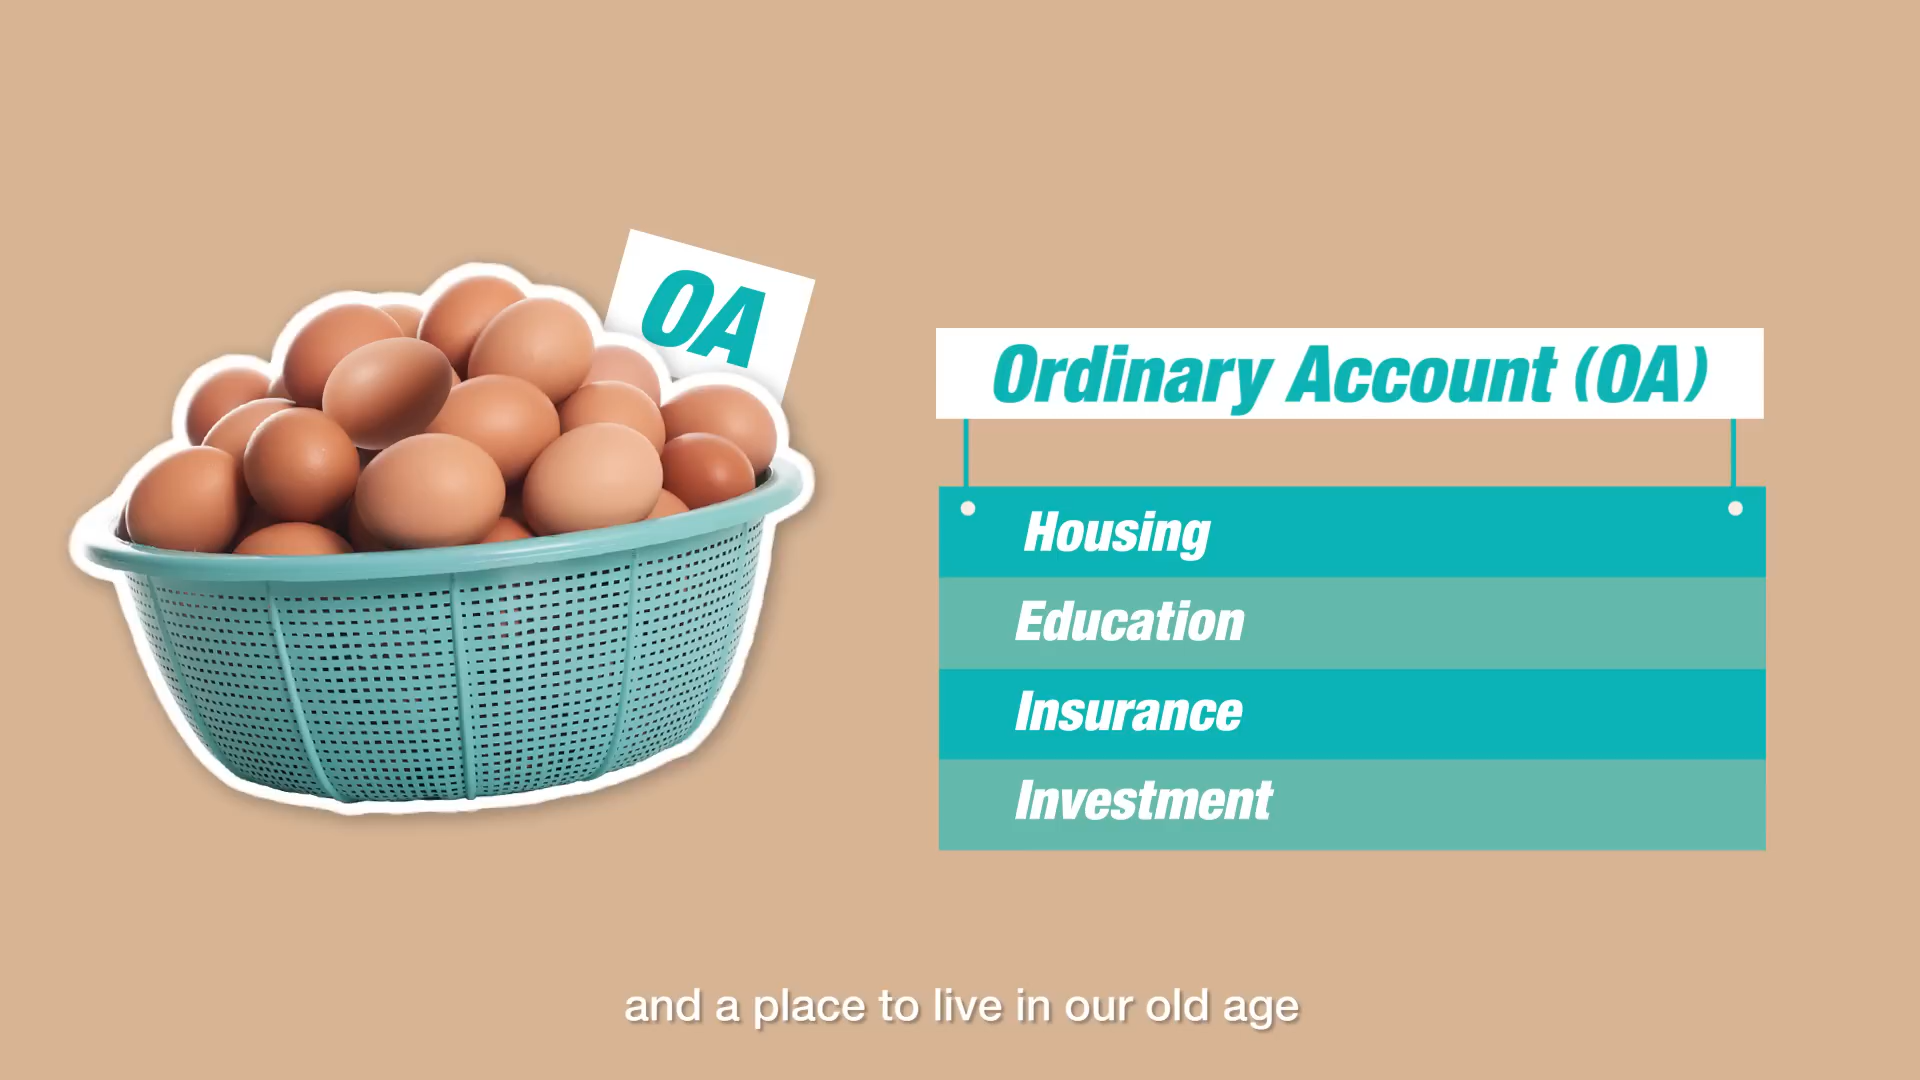 OA
Ordinary Account (OA)
Housing
Education
Insurance
Investment
and a place to live in our old age